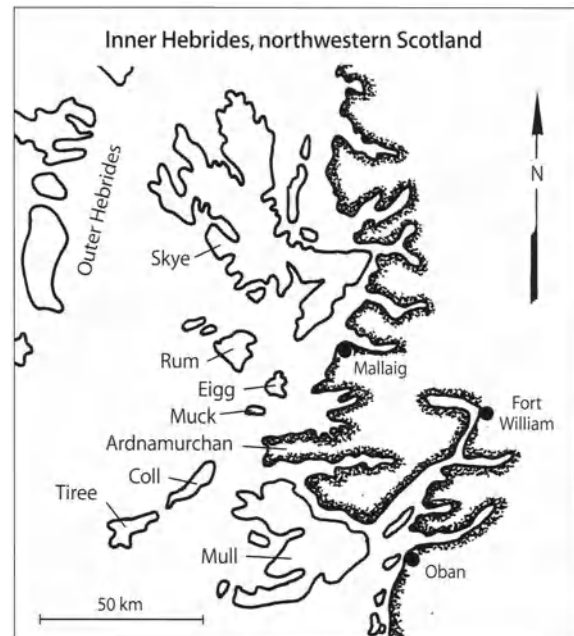 Inner Hebrides, northwestern Scotland
Outer Hebrides
N
Skye
Rum
Mallaig
Eigg
Muck
Fort
William
Ardnamurchan
Coll
Tiree
Mull
Oban
50 km